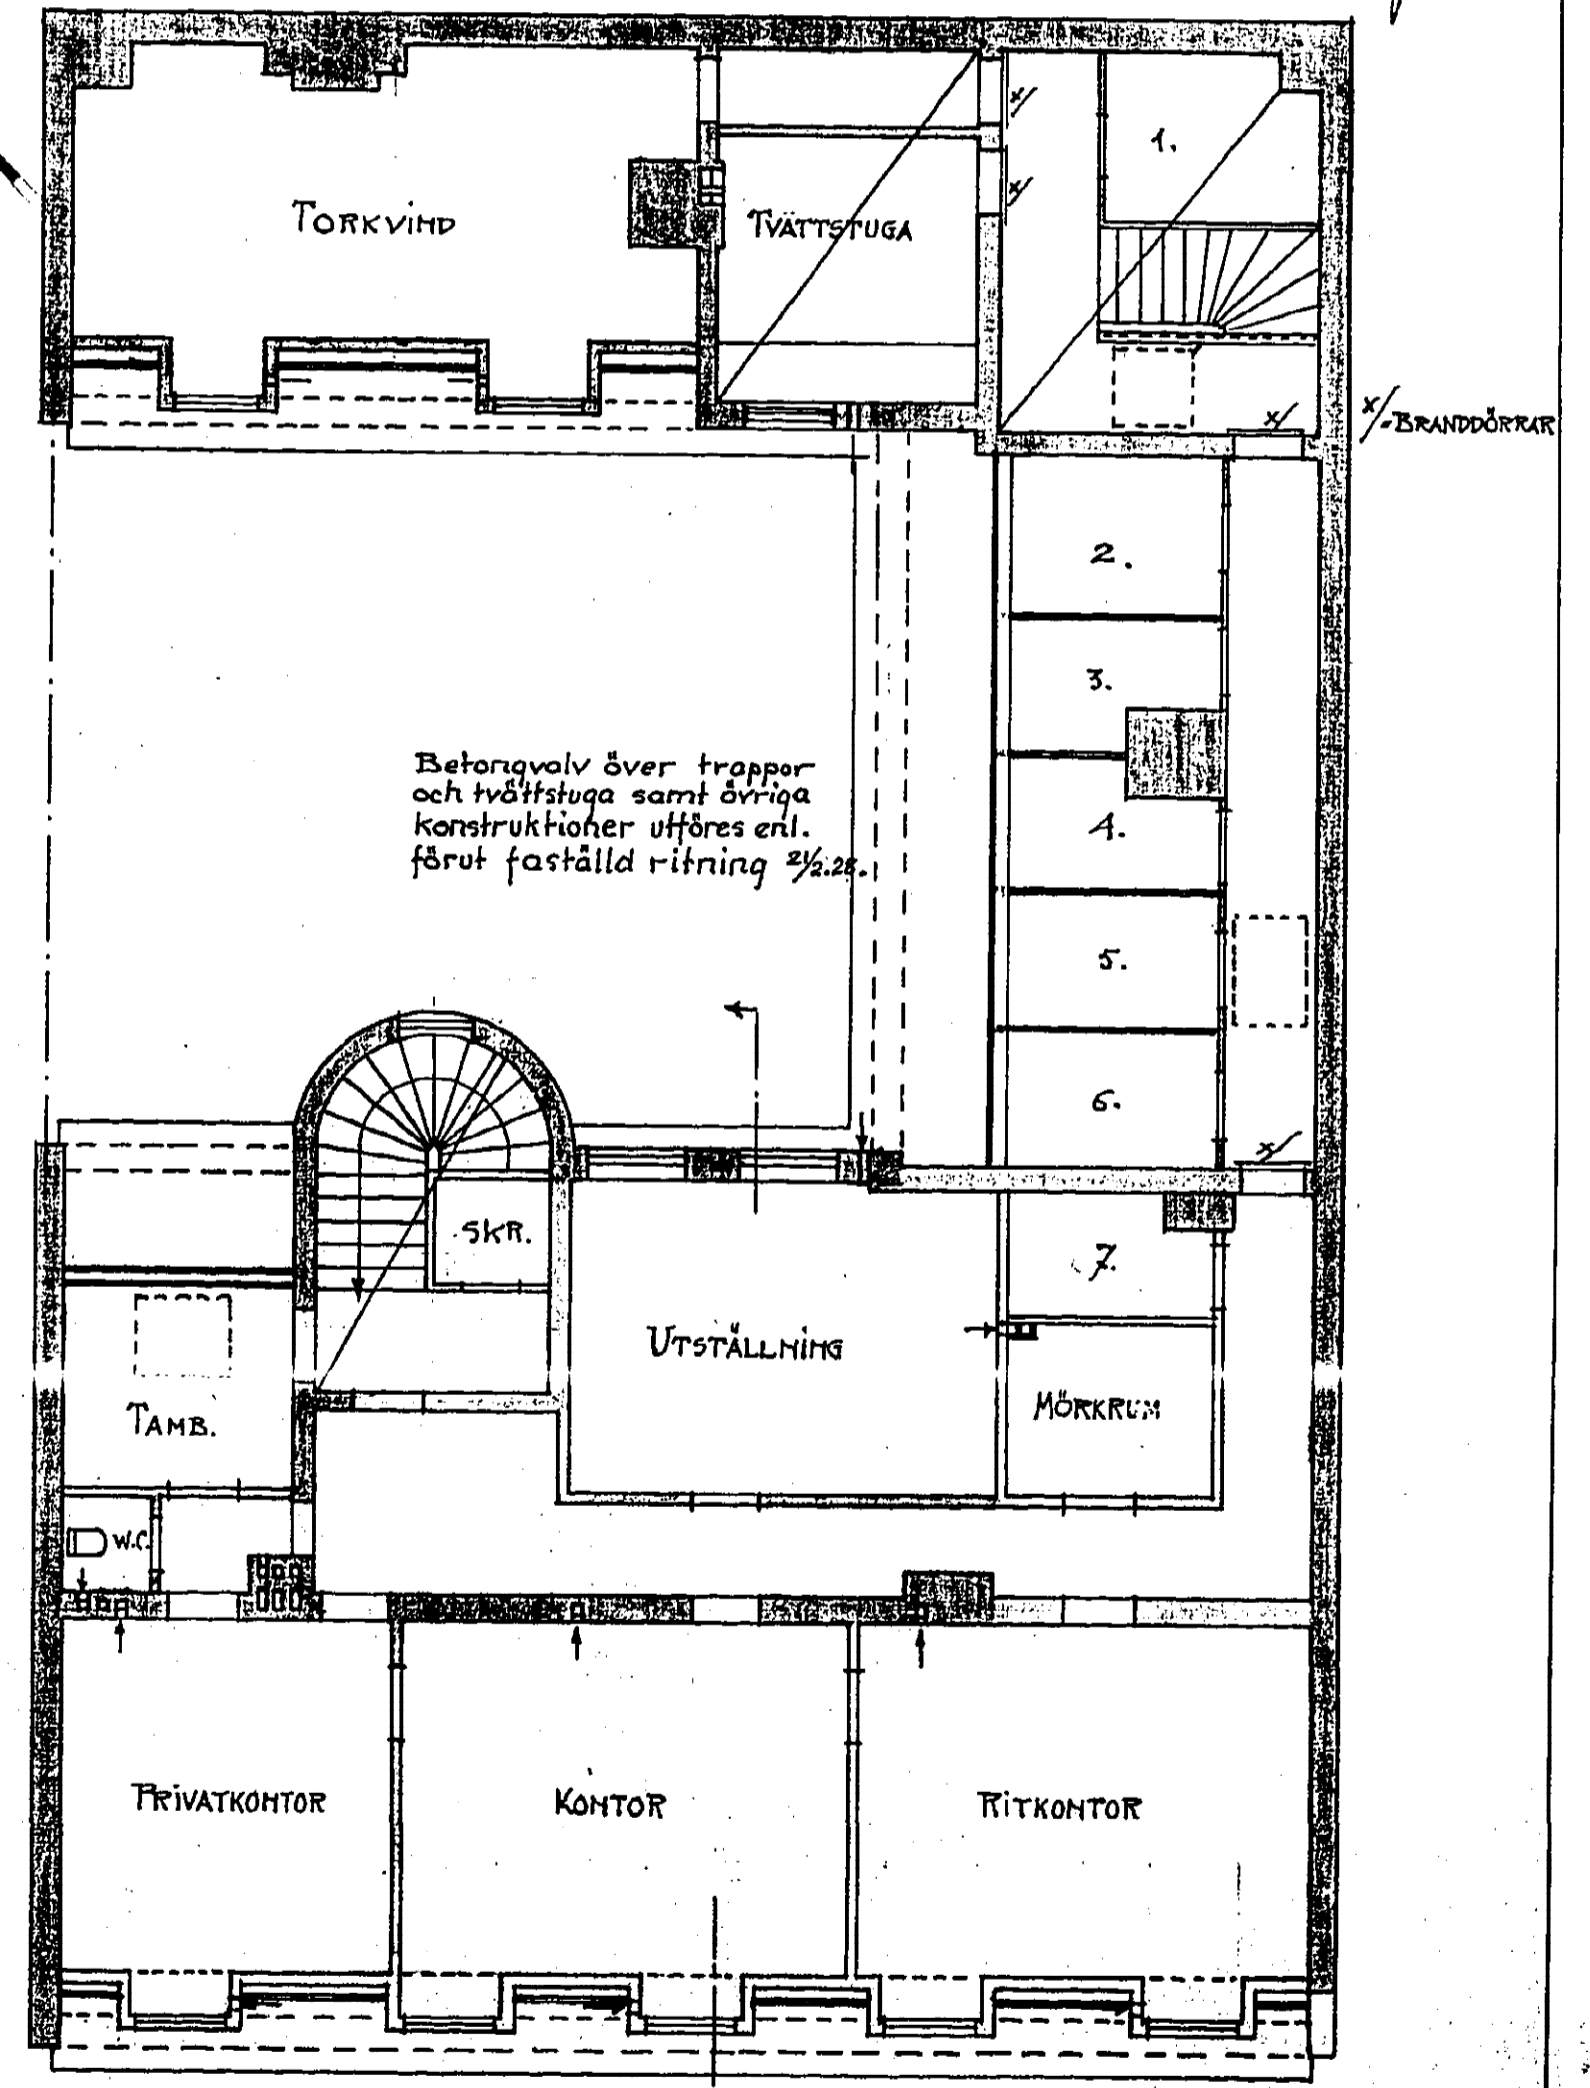 TORKVIND
TVÄTTSTUGA
1.
x/
x/
x/
x/-BRANDDÖRRAR
2.
3.
4.
5.
6.
Betongvalv över trappor
och tvättstuga samt övriga
konstruktioner utföres enl.
förut faställd ritning 21/2.28.
x/
SKR.
7.
UTSTÄLLNING
MÖRKRUM
TAMB.
W.C.
PRIVATKONTOR
KONTOR
RITKONTOR